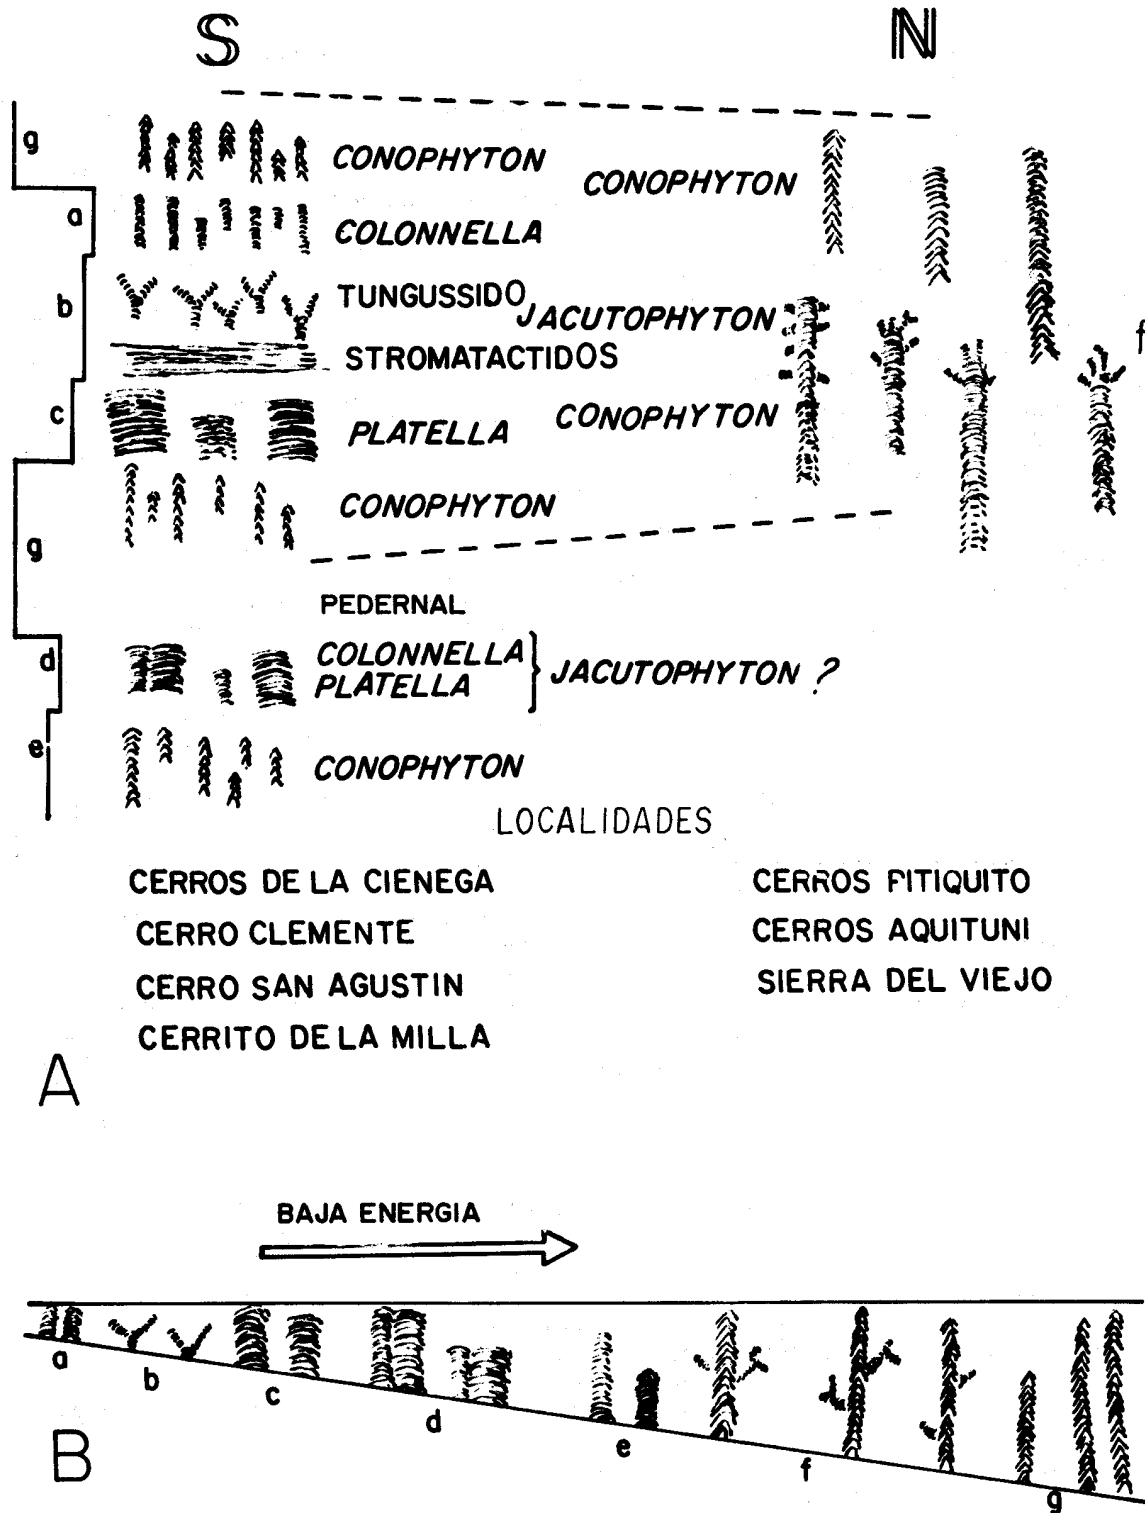 S N
g CONOPHYTON CONOPHYTON
a COLONNELLA
b TUNGUSSIDO JACUTOPHYTON
STROMATACTIDOS f
c PLATELLA CONOPHYTON
CONOPHYTON
g
PEDERNAL
d COLONNELLA
PLATELLA JACUTOPHYTON ?
e CONOPHYTON
LOCALIDADES
CERROS DE LA CIENEGA
CERRO CLEMENTE
CERRO SAN AGUSTIN
CERRITO DE LA MILLA
CERROS PITIQUITO
CERROS AQUITUNI
SIERRA DEL VIEJO
A
BAJA ENERGIA
a b c d e f g
B